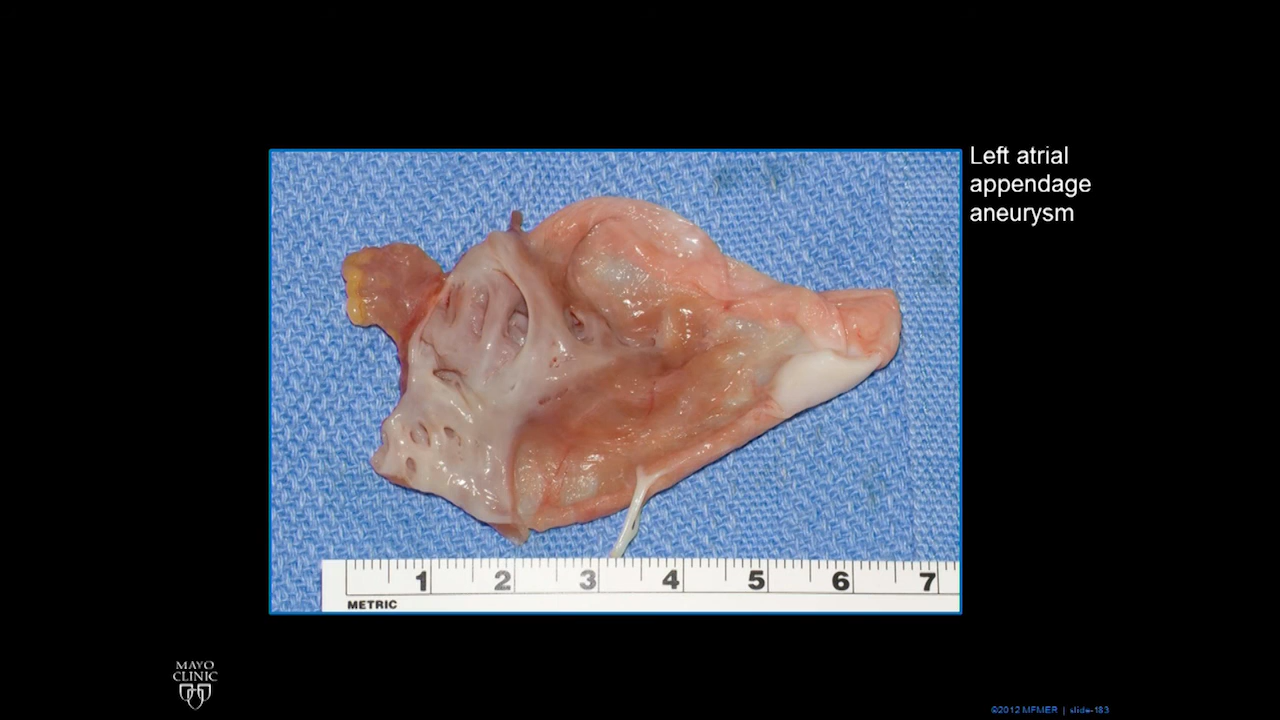 Left atrial
appendage
aneurysm
1 2 3 4 5 6 7
METRIC
MAYO
CLINIC
©2012 MFMER | slide-183